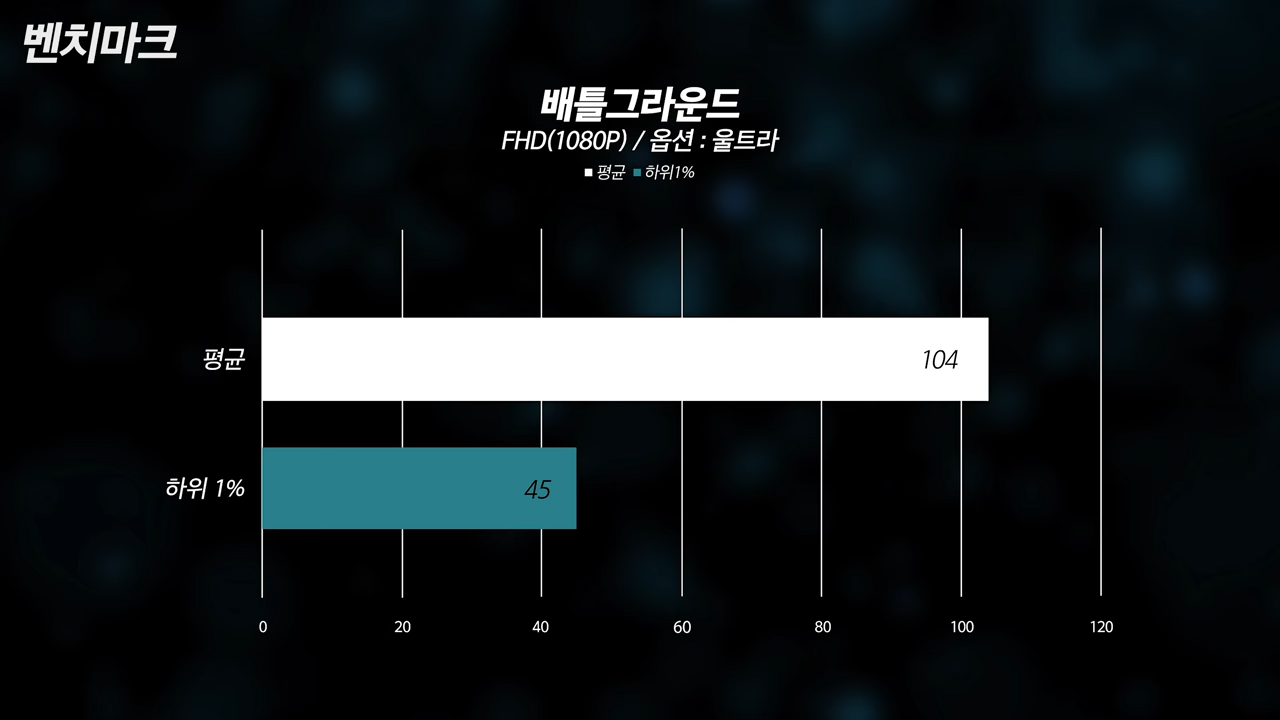 벤치마크
배틀그라운드
FHD(1080P) / 옵션 : 울트라
평균 하위1%
평균 104
하위 1% 45
0 20 40 60 80 100 120